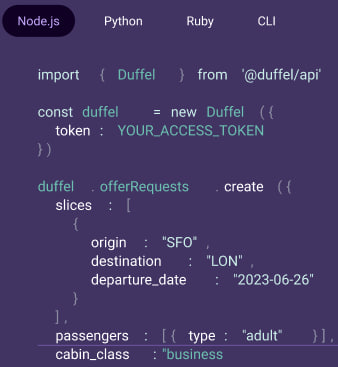 Node.js Python Ruby CLI
import { Duffel } from '@duffel/api'
const duffel = new Duffel ({
token : YOUR_ACCESS_TOKEN
})
duffel .offerRequests .create ({
slices : [
{
origin : "SFO" ,
destination : "LON" ,
departure_date : "2023-06-26"
}
],
passengers : [{ type : "adult" }],
cabin_class : "business